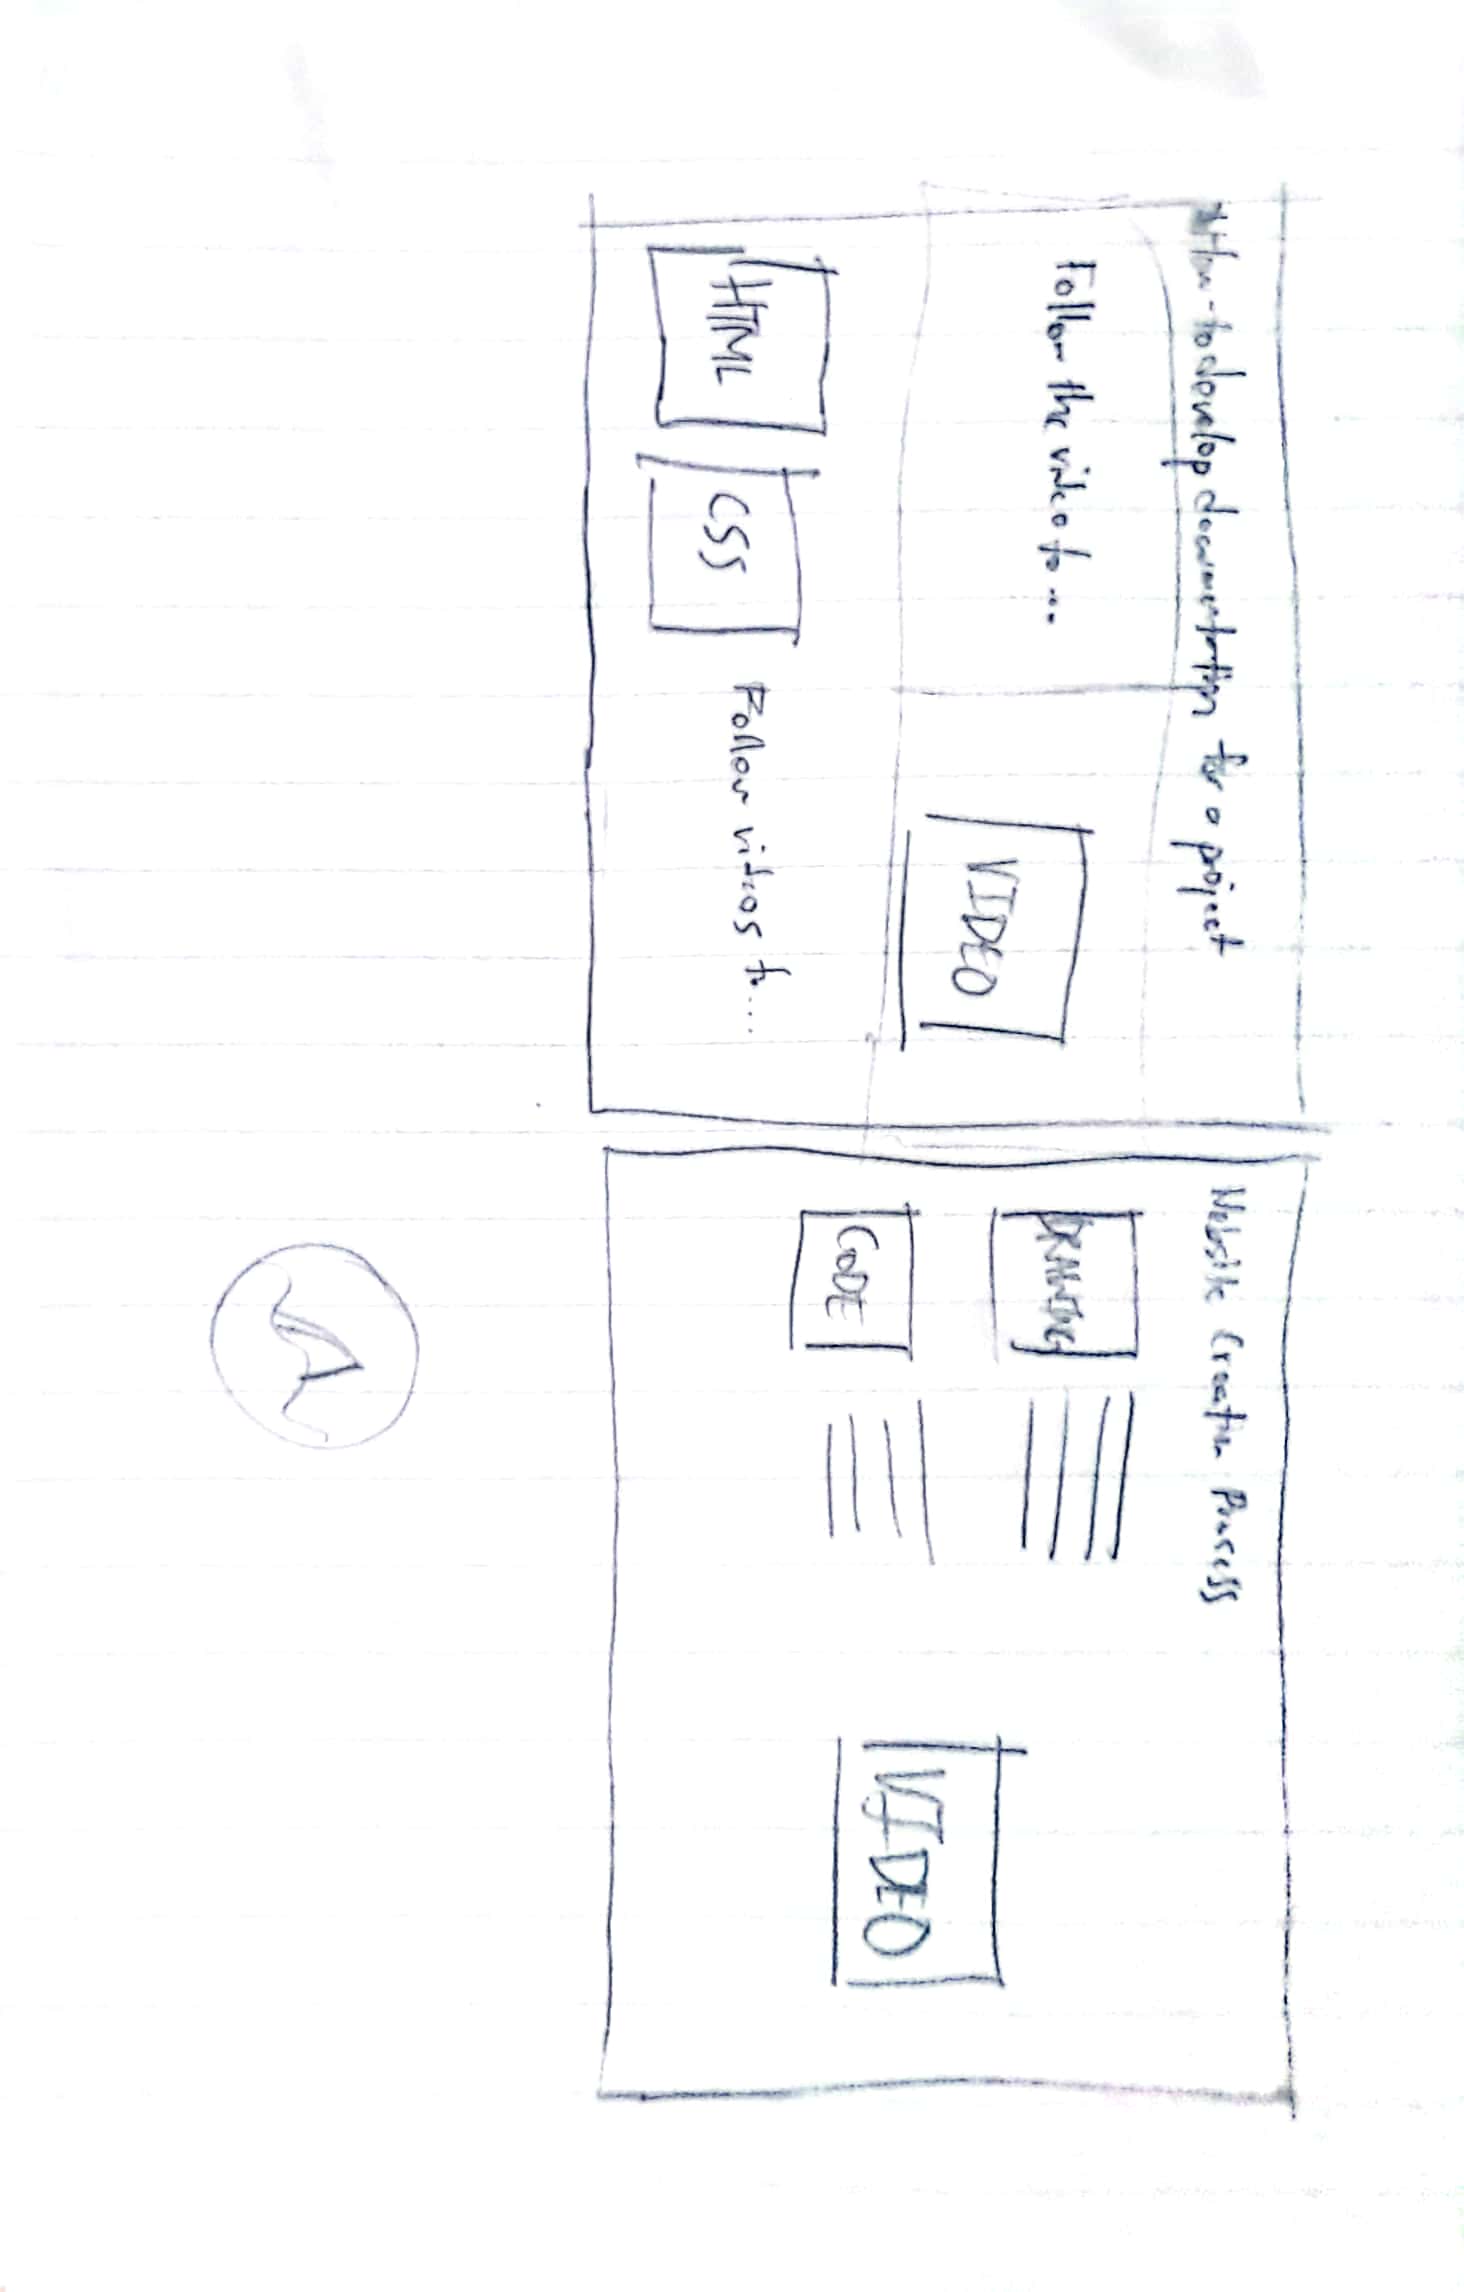 How-to develop documentation for a project
Follow the video to...
VIDEO
HTML
CSS
Follow videos to...
Website Creation Process
DRAWING
CODE
VIDEO